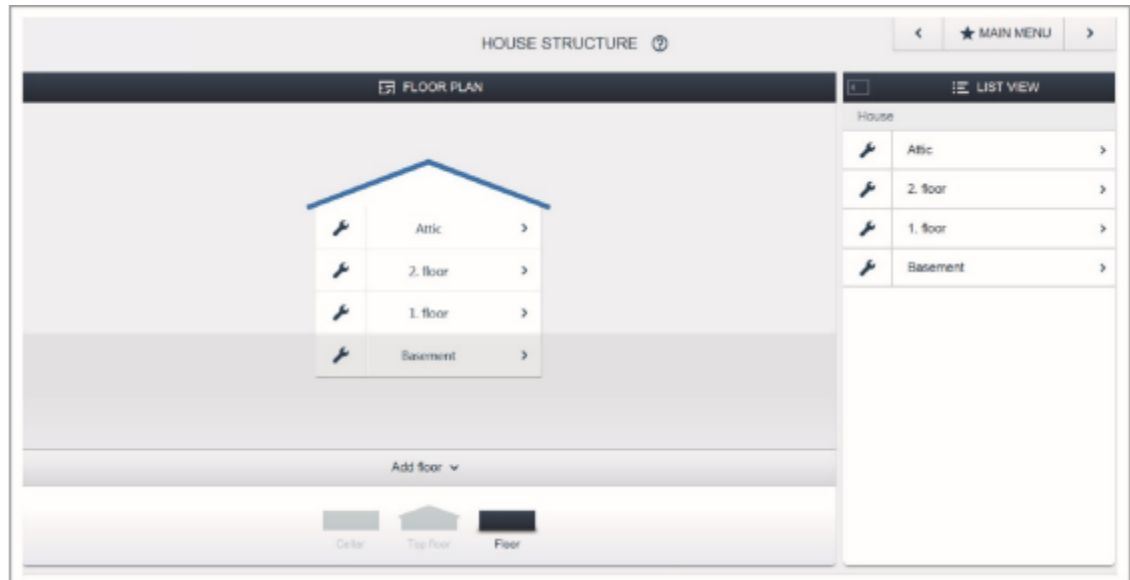 HOUSE STRUCTURE ?
MAIN MENU
FLOOR PLAN
Attic
2. floor
1. floor
Basement
Add floor
Cellar
Top floor
Floor
LIST VIEW
House
Attic
2. floor
1. floor
Basement